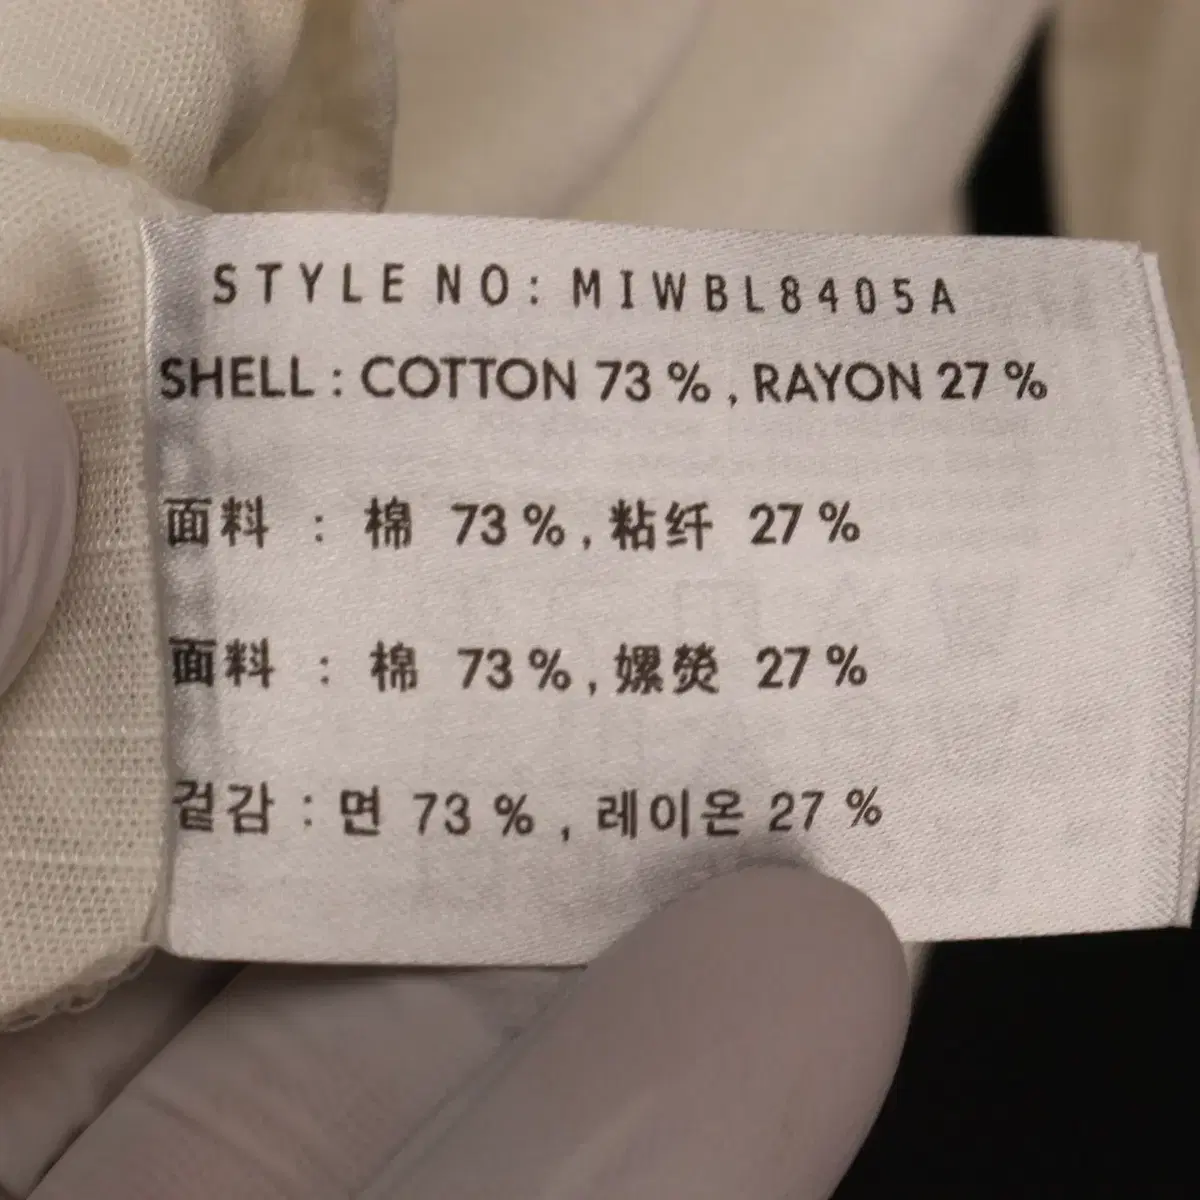 STYLE NO: MIWBL8405A
SHELL : COTTON 73 % , RAYON 27 %
面料 : 棉 73 % , 粘纤 27 %
面料 : 棉 73 % , 嫘熒 27 %
겉감 : 면 73 % , 레이온 27 %